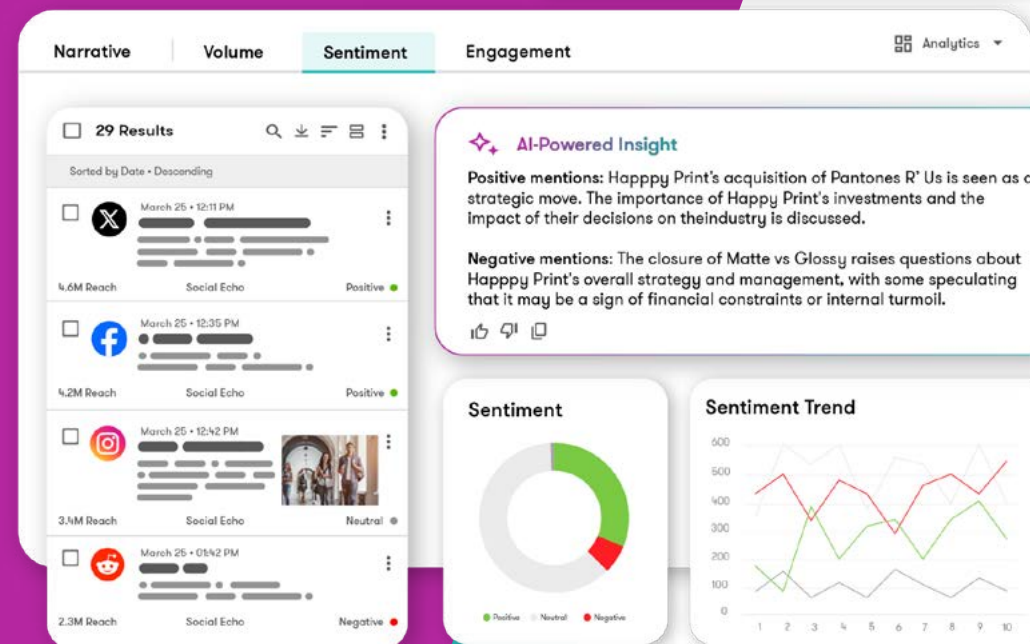 Narrative
Volume
Sentiment
Engagement
Analytics
29 Results
Sorted by Date • Descending
March 25 • 12:11 PM
4.6M Reach
Social Echo
Positive
March 25 • 12:35 PM
4.2M Reach
Social Echo
Positive
March 25 • 12:42 PM
3.4M Reach
Social Echo
Neutral
March 25 • 01:42 PM
2.3M Reach
Social Echo
Negative
AI-Powered Insight
Positive mentions: Happpy Print's acquisition of Pantones R' Us is seen as a
strategic move. The importance of Happy Print's investments and the
impact of their decisions on theindustry is discussed.
Negative mentions: The closure of Matte vs Glossy raises questions about
Happpy Print's overall strategy and management, with some speculating
that it may be a sign of financial constraints or internal turmoil.
Sentiment
Positive
Neutral
Negative
Sentiment Trend
600
500
400
300
200
100
0
1 2 3 4 5 6 7 8 9 10